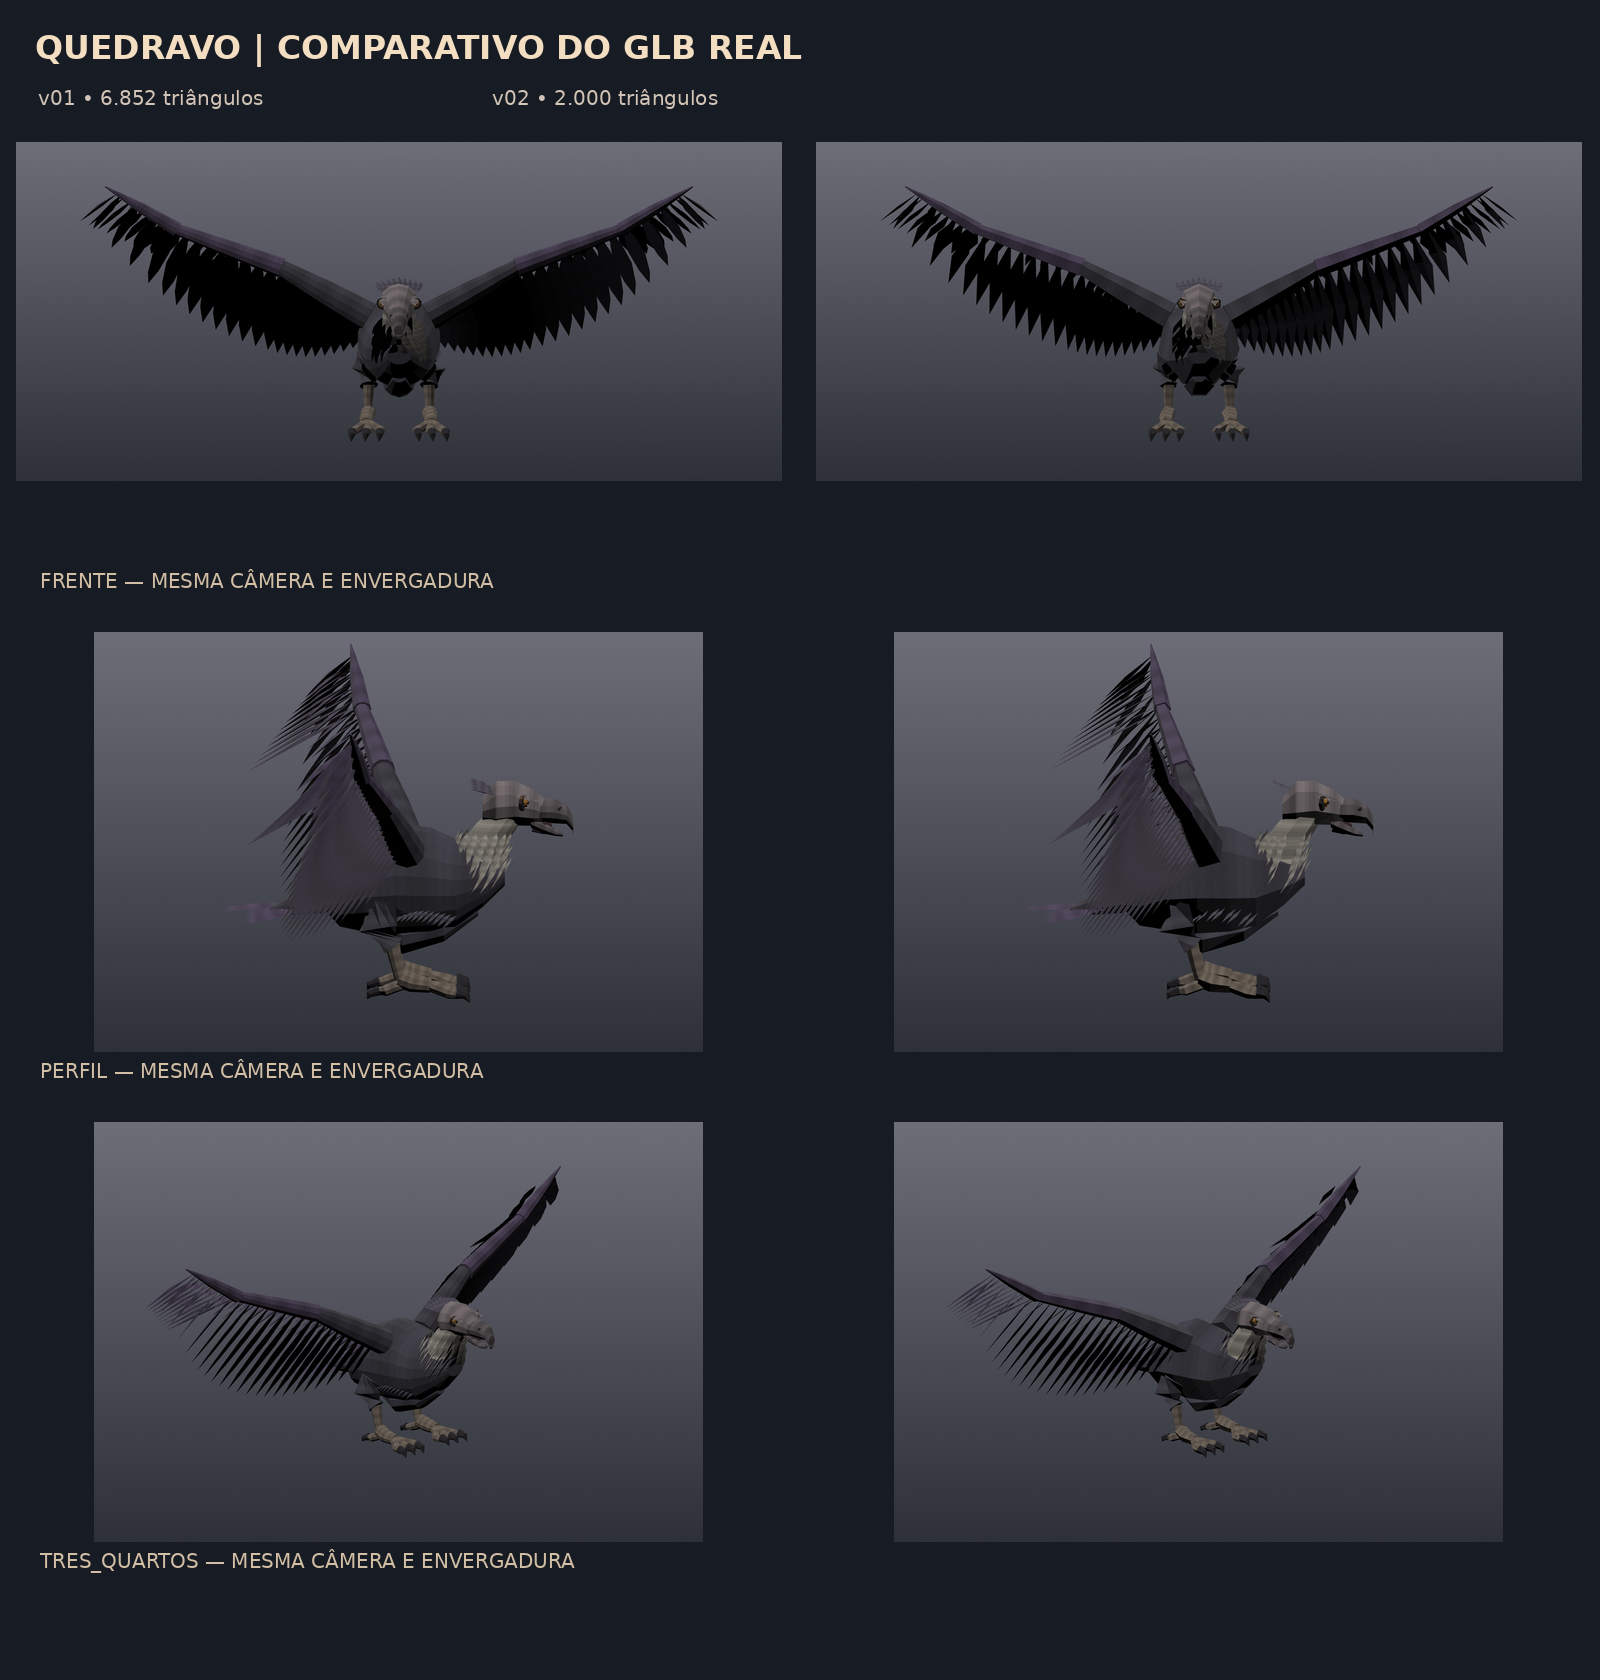 QUEDRAVO | COMPARATIVO DO GLB REAL
v01 • 6.852 triângulos
v02 • 2.000 triângulos
FRENTE — MESMA CÂMERA E ENVERGADURA
PERFIL — MESMA CÂMERA E ENVERGADURA
TRES_QUARTOS — MESMA CÂMERA E ENVERGADURA